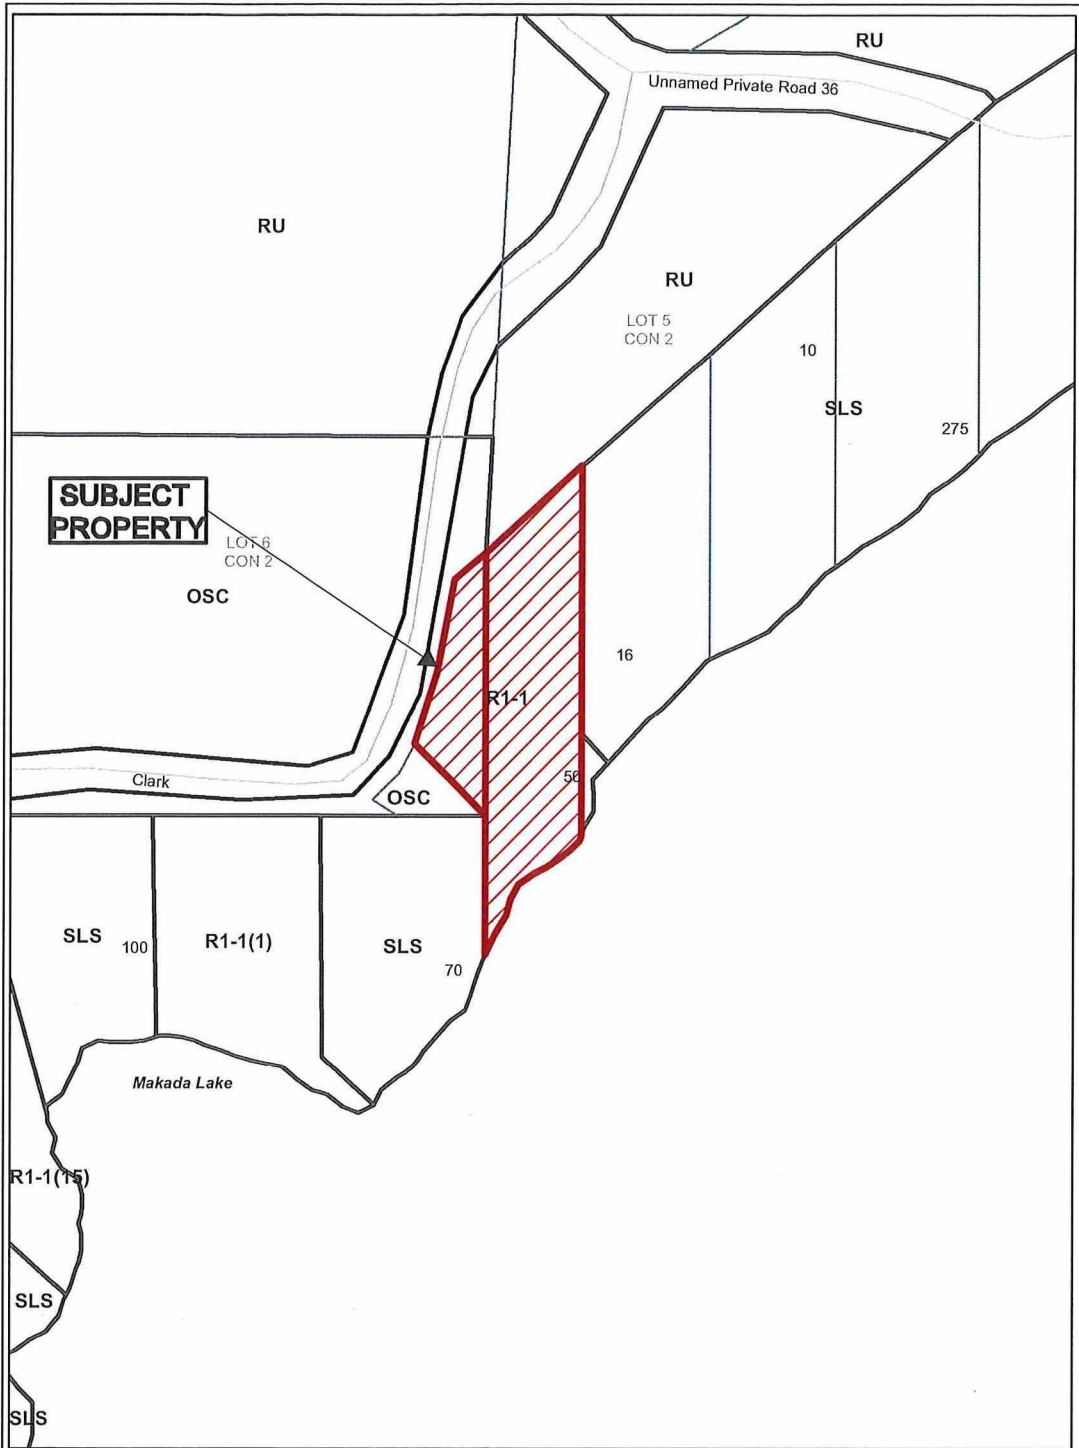 RU
Unnamed Private Road 36
RU
RU
LOT 5
CON 2
10
SLS
275
SUBJECT
PROPERTY
LOT 6
CON 2
OSC
16
R1-1
56
Clark
OSC
SLS
100
R1-1(1)
SLS
70
Makada Lake
R1-1(15)
SLS
SLS